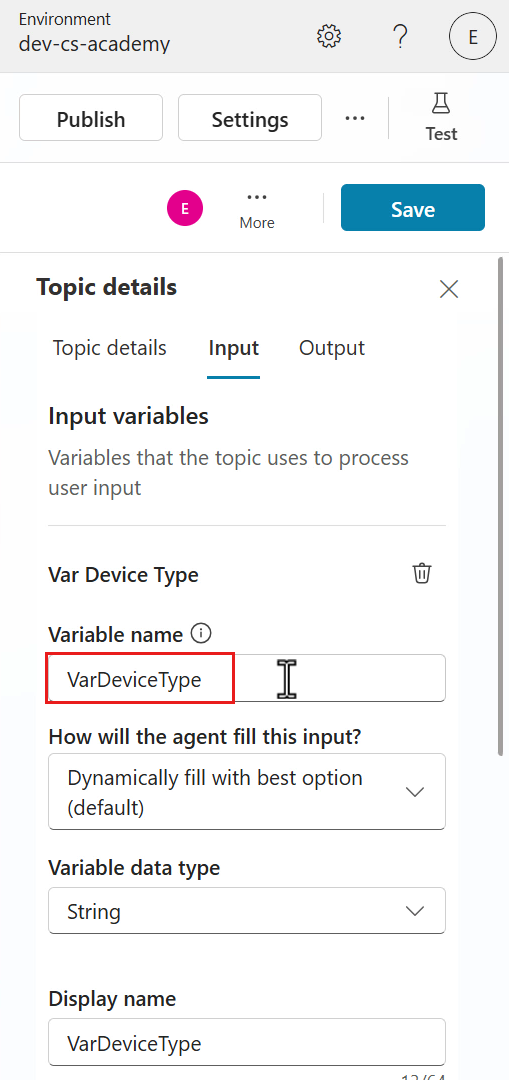 Environment
dev-cs-academy
?
E
Publish
Settings
...
Test
E
...
More
Save
Topic details
Topic details
Input
Output
Input variables
Variables that the topic uses to process
user input
Var Device Type
Variable name
VarDeviceType
How will the agent fill this input?
Dynamically fill with best option
(default)
Variable data type
String
Display name
VarDeviceType